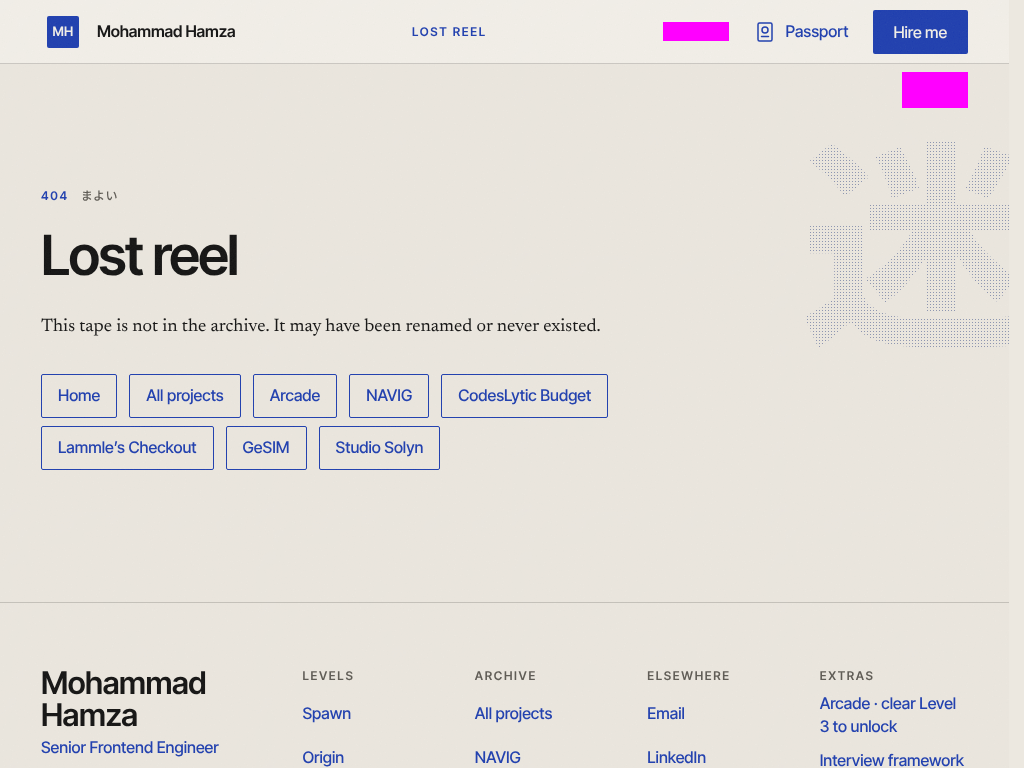 MH Mohammad Hamza LOST REEL Passport Hire me
迷
404 まよい
Lost reel
This tape is not in the archive. It may have been renamed or never existed.
Home All projects Arcade NAVIG CodesLytic Budget
Lammle’s Checkout GeSIM Studio Solyn
Mohammad
Hamza
Senior Frontend Engineer
LEVELS
Spawn
Origin
ARCHIVE
All projects
NAVIG
ELSEWHERE
Email
LinkedIn
EXTRAS
Arcade · clear Level
3 to unlock
Interview framework